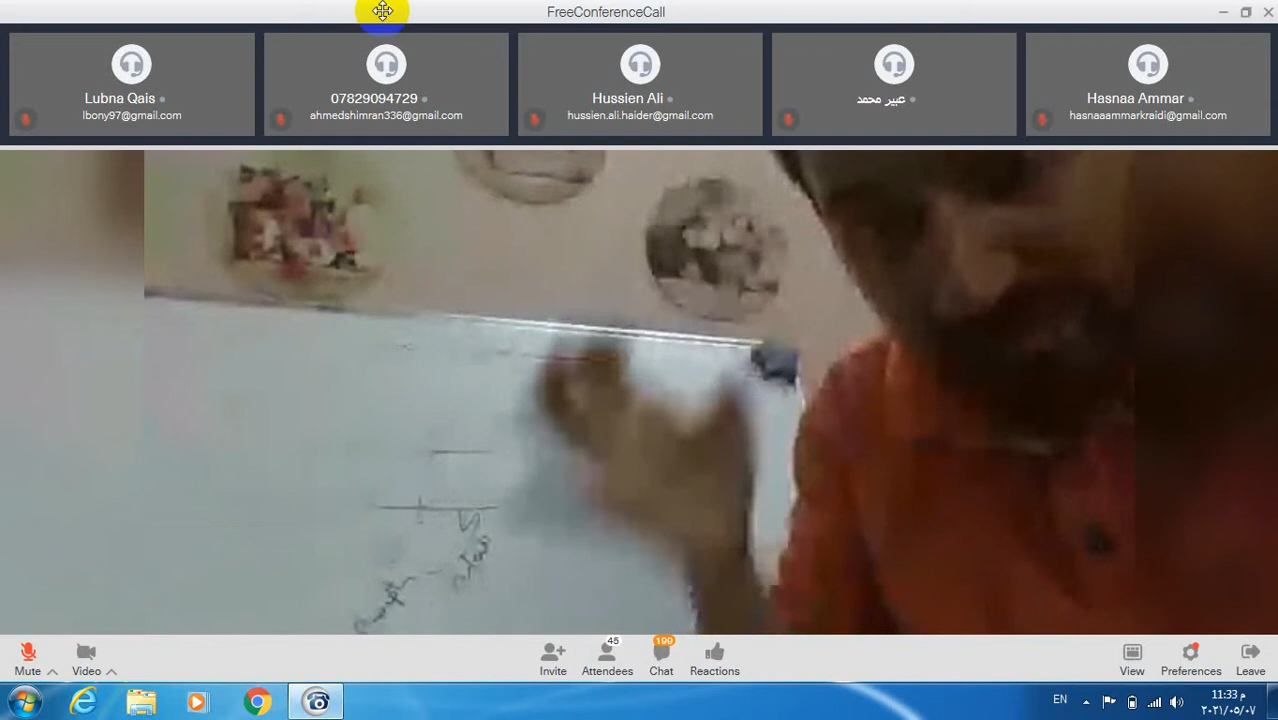 FreeConferenceCall
Lubna Qais
lbony97@gmail.com
07829094729
ahmedshimran336@gmail.com
Hussien Ali
hussien.ali.haider@gmail.com
عبير محمد
Hasnaa Ammar
hasnaaammarkraidi@gmail.com
Mute
Video
Invite
45
Attendees
199
Chat
Reactions
View
Preferences
Leave
EN
11:33 م
٢٠٢١/٠٥/٠٧